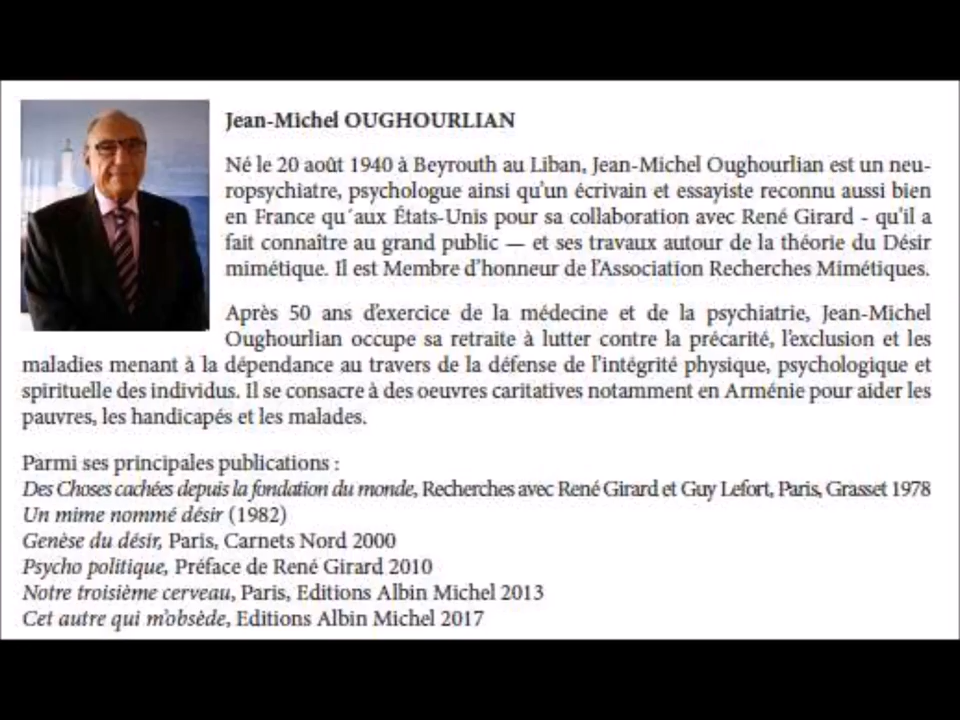 Jean-Michel OUGHOURLIAN
Né le 20 août 1940 à Beyrouth au Liban, Jean-Michel Oughourlian est un neu-
ropsychiatre, psychologue ainsi qu'un écrivain et essayiste reconnu aussi bien
en France qu´aux États-Unis pour sa collaboration avec René Girard - qu'il a
fait connaître au grand public — et ses travaux autour de la théorie du Désir
mimétique. Il est Membre d'honneur de l'Association Recherches Mimétiques.
Après 50 ans d'exercice de la médecine et de la psychiatrie, Jean-Michel
Oughourlian occupe sa retraite à lutter contre la précarité, l'exclusion et les
maladies menant à la dépendance au travers de la défense de l'intégrité physique, psychologique et
spirituelle des individus. Il se consacre à des oeuvres caritatives notamment en Arménie pour aider les
pauvres, les handicapés et les malades.
Parmi ses principales publications :
Des Choses cachées depuis la fondation du monde, Recherches avec René Girard et Guy Lefort, Paris, Grasset 1978
Un mime nommé désir (1982)
Genèse du désir, Paris, Carnets Nord 2000
Psycho politique, Préface de René Girard 2010
Notre troisième cerveau, Paris, Editions Albin Michel 2013
Cet autre qui m'obsède, Editions Albin Michel 2017